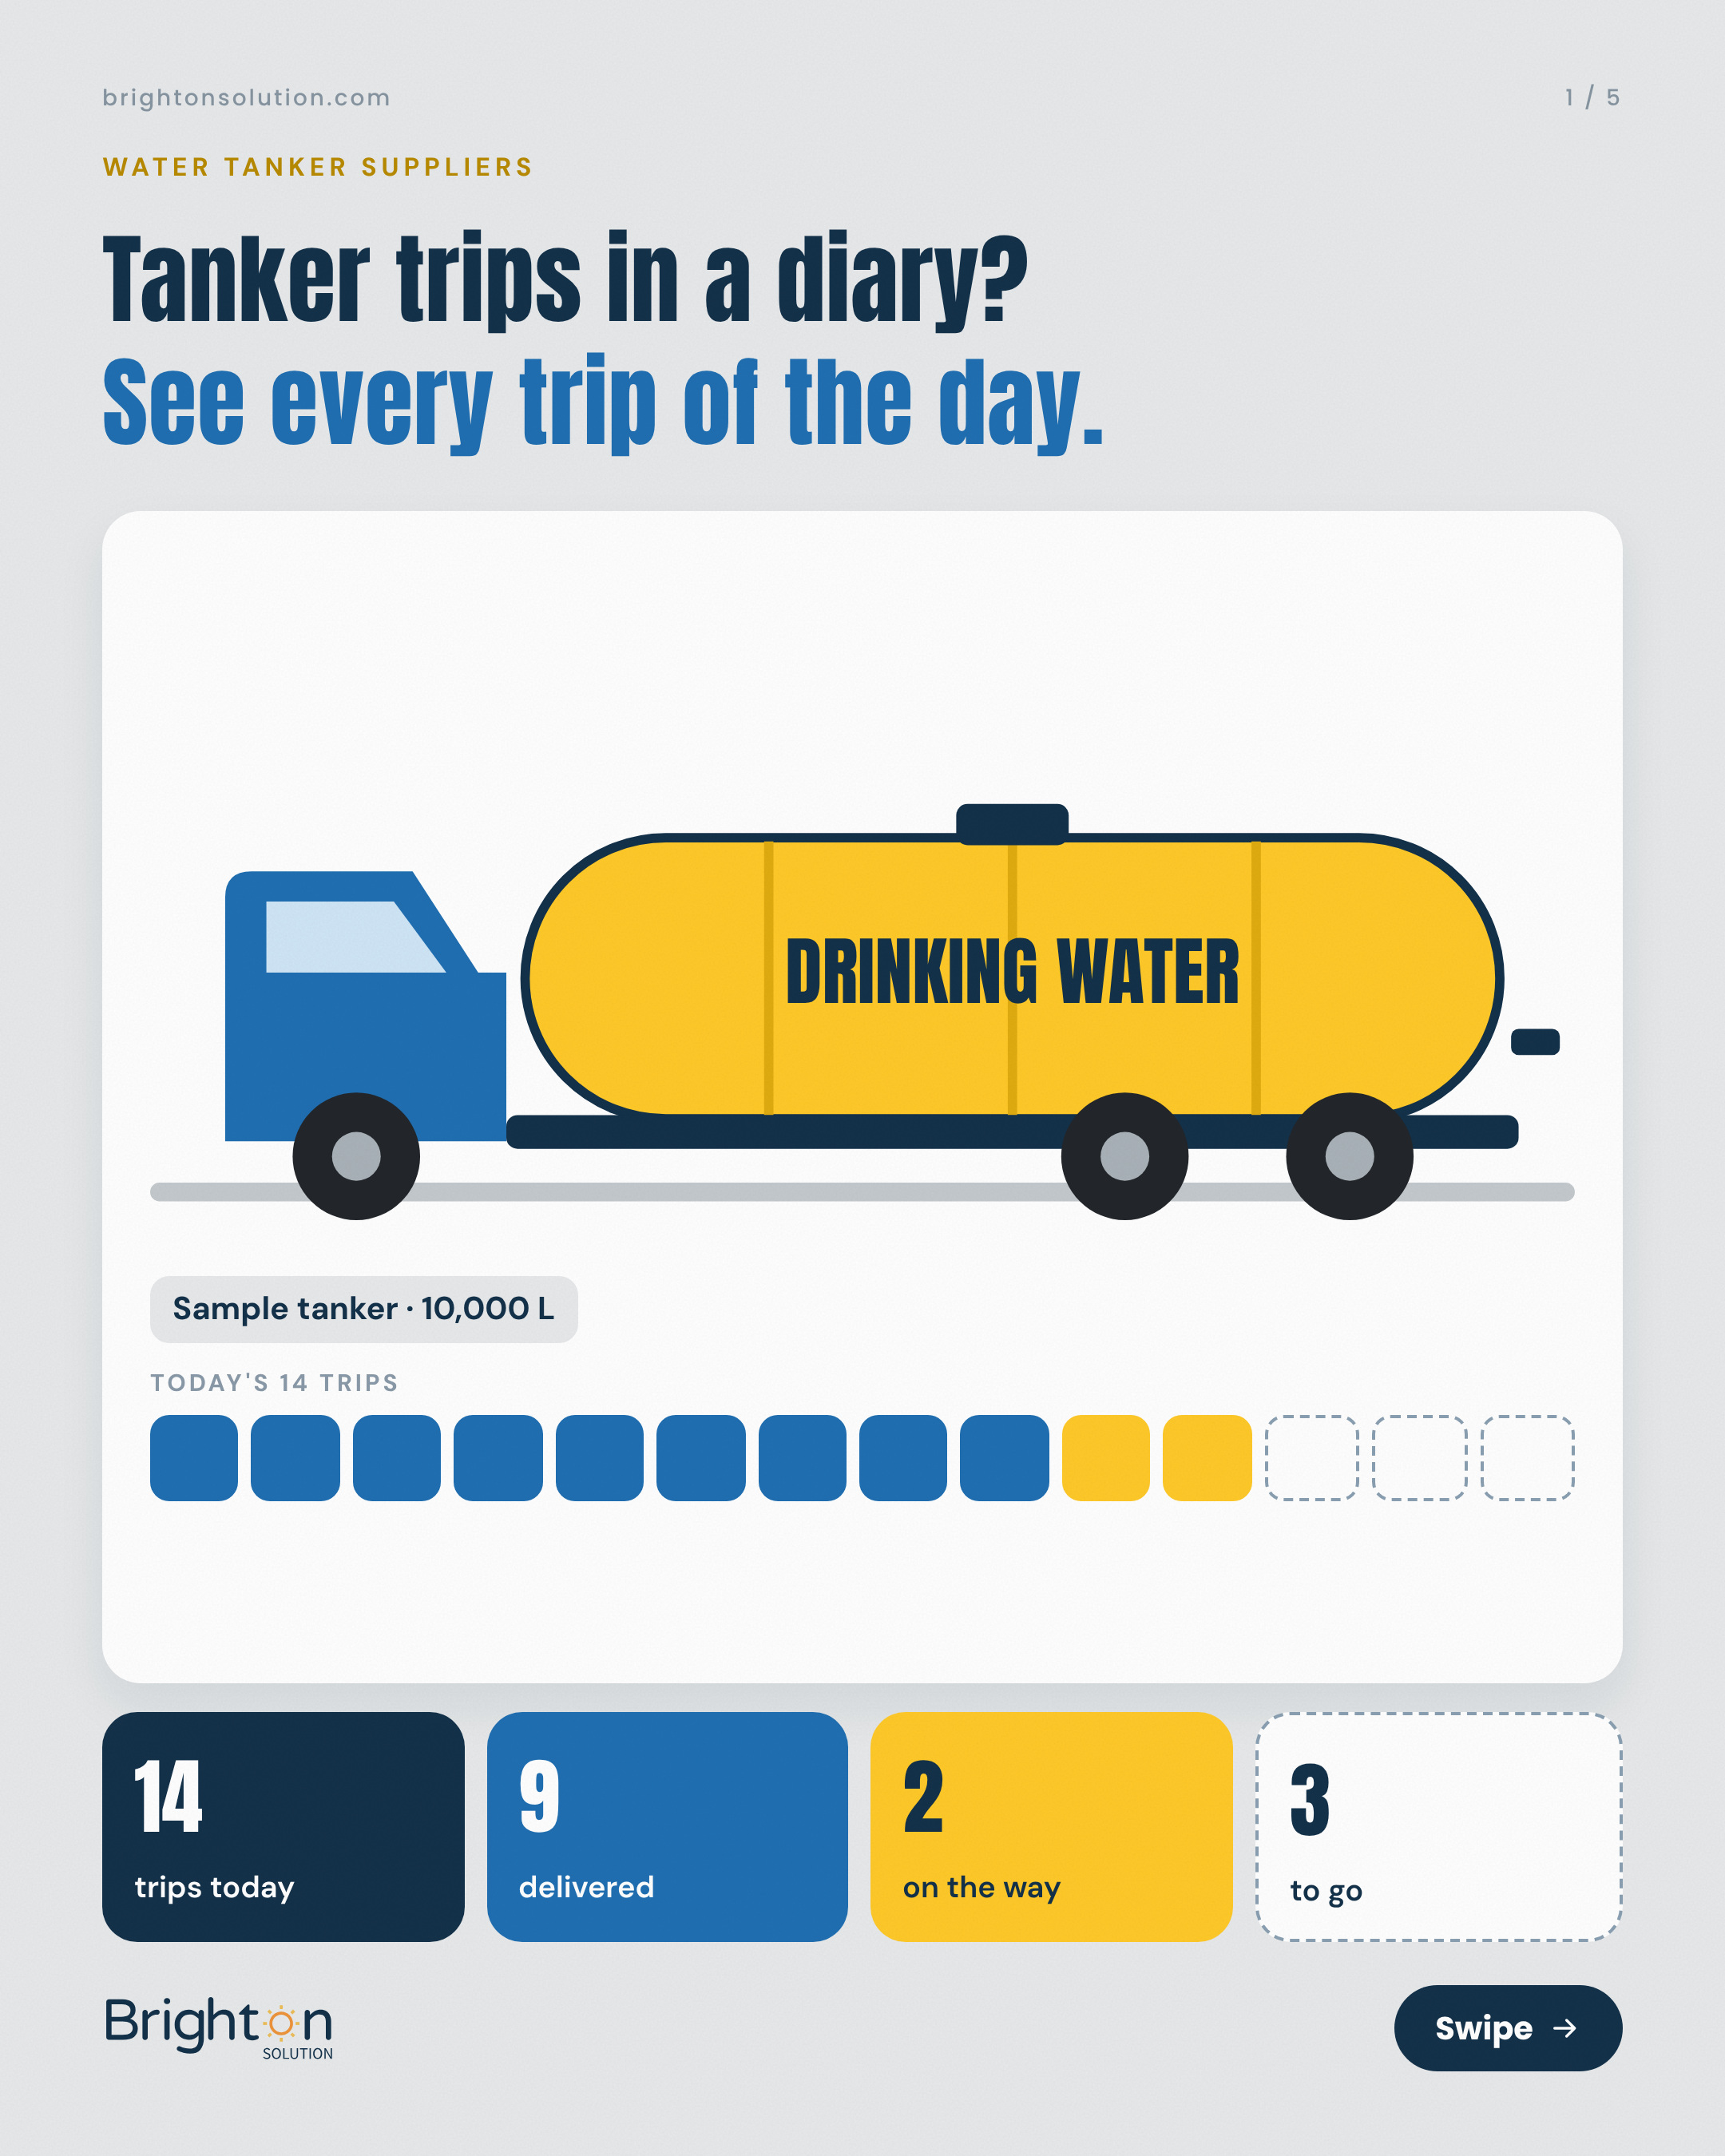 brightonsolution.com
1 / 5
WATER TANKER SUPPLIERS
Tanker trips in a diary?
See every trip of the day.
DRINKING WATER
Sample tanker · 10,000 L
TODAY'S 14 TRIPS
14
trips today
9
delivered
2
on the way
3
to go
Brighton
SOLUTION
Swipe →